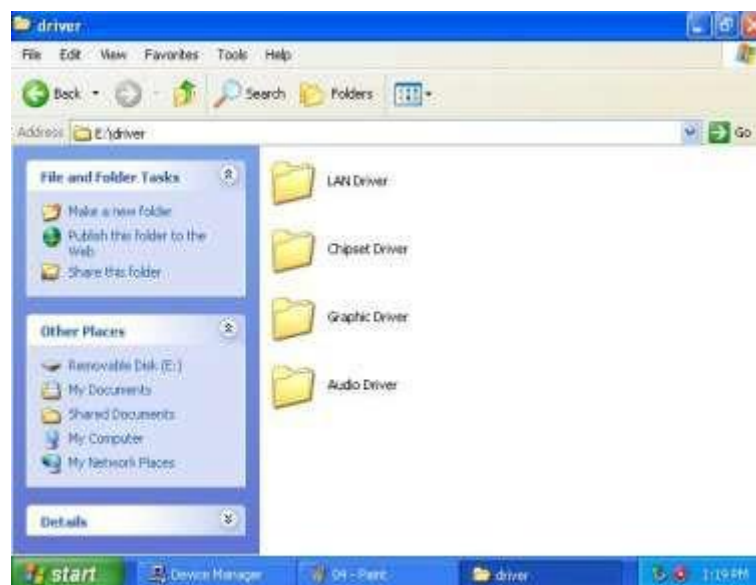 driver
File Edit View Favorites Tools Help
Back Search Folders
Address E:\driver Go
File and Folder Tasks
Make a new folder
Publish this folder to the
Web
Share this folder
Other Places
Removable Disk (E:)
My Documents
Shared Documents
My Computer
My Network Places
Details
LAN Driver
Chipset Driver
Graphic Driver
Audio Driver
start Device Manager 04 - Paint driver 1:19 PM